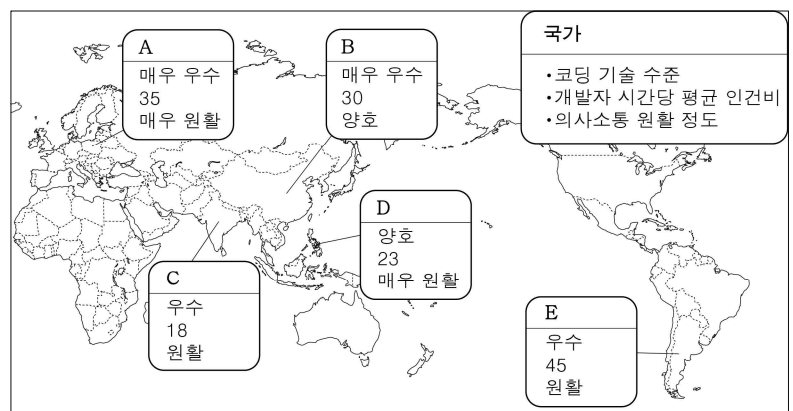 국가
•코딩 기술 수준
•개발자 시간당 평균 인건비
•의사소통 원활 정도
A
매우 우수
35
매우 원활
B
매우 우수
30
양호
D
양호
23
매우 원활
C
우수
18
원활
E
우수
45
원활